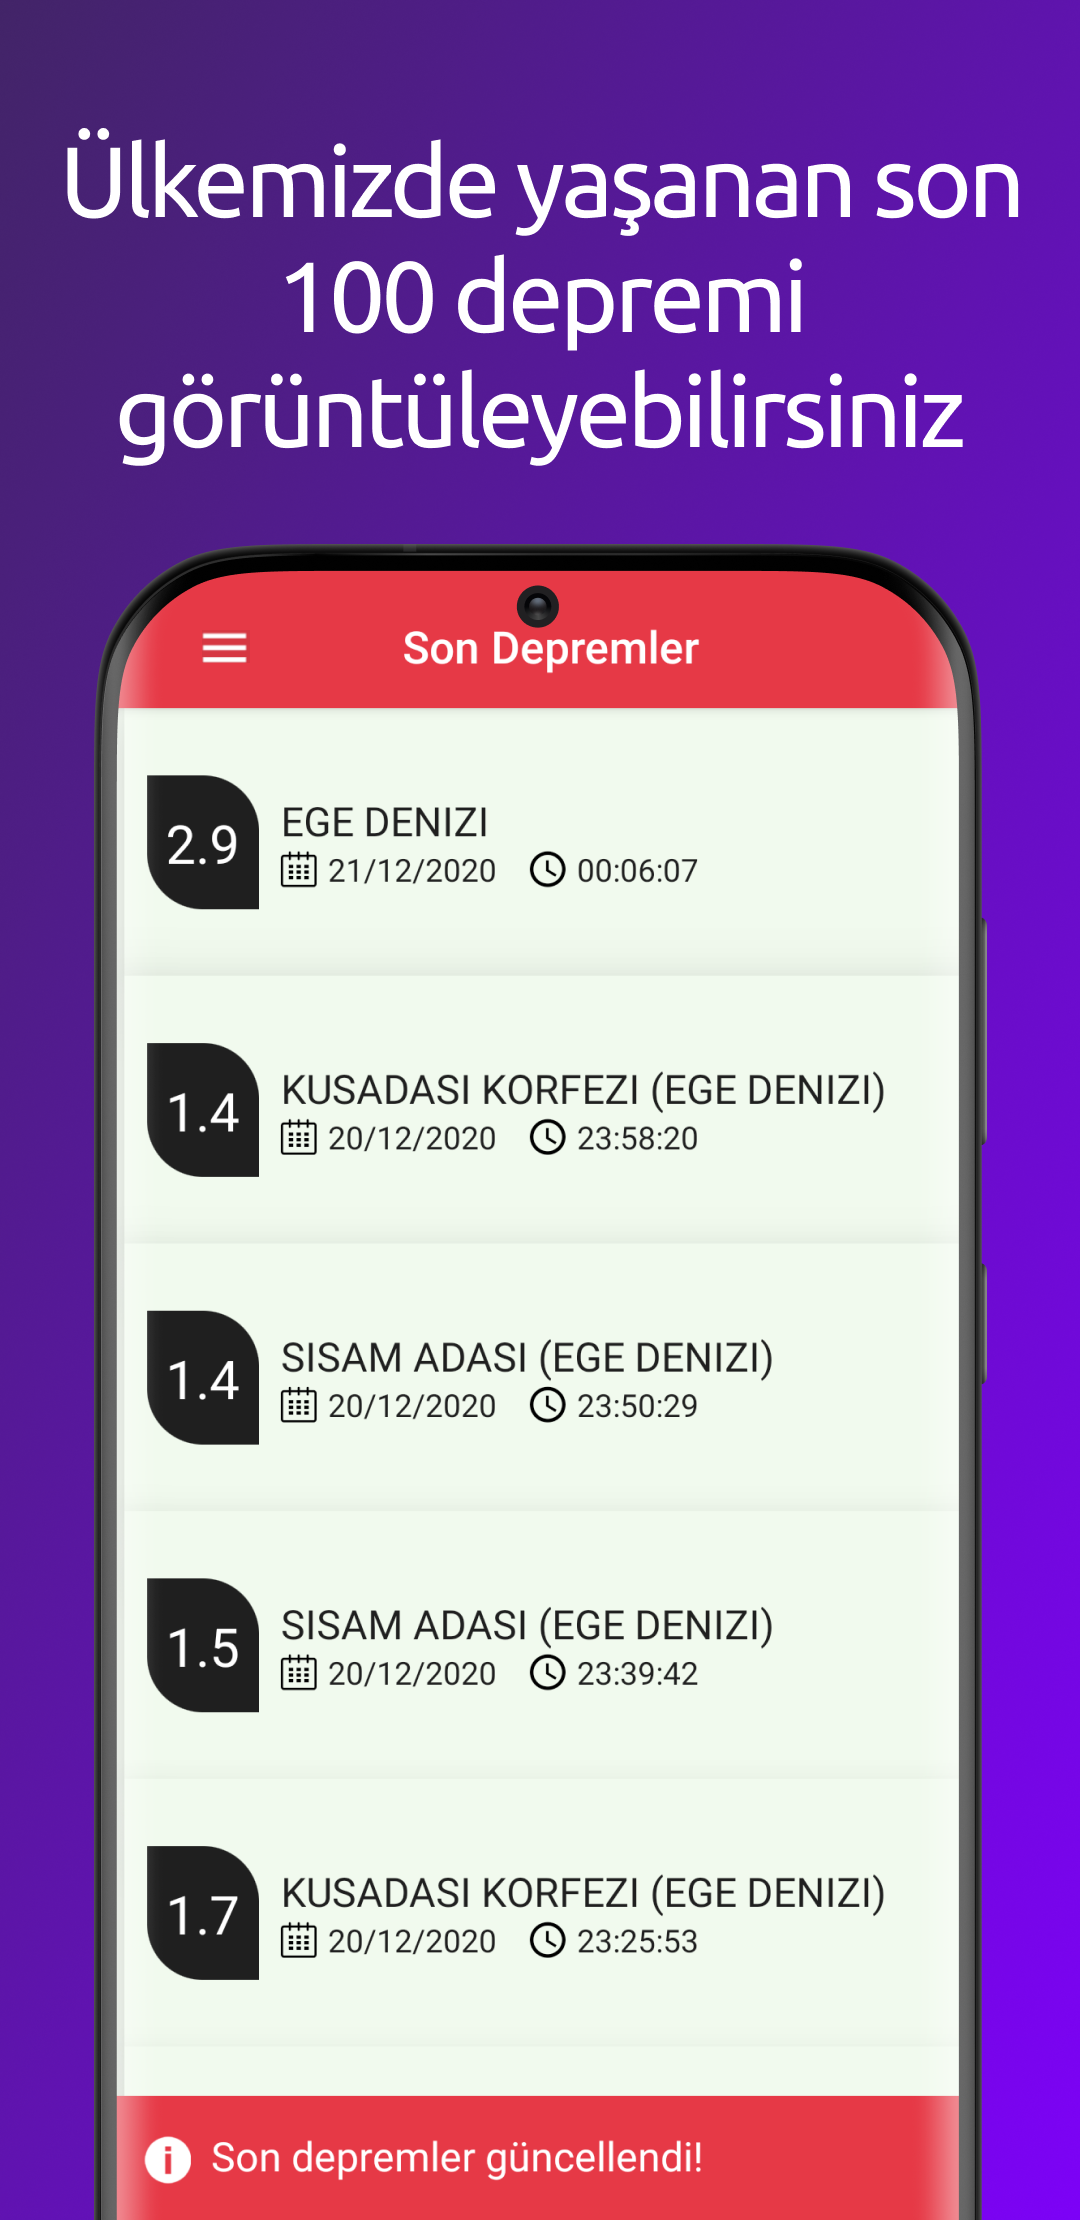 Ülkemizde yaşanan son
100 depremi
görüntüleyebilirsiniz
Son Depremler
2.9
EGE DENIZI
21/12/2020 00:06:07
1.4
KUSADASI KORFEZI (EGE DENIZI)
20/12/2020 23:58:20
1.4
SISAM ADASI (EGE DENIZI)
20/12/2020 23:50:29
1.5
SISAM ADASI (EGE DENIZI)
20/12/2020 23:39:42
1.7
KUSADASI KORFEZI (EGE DENIZI)
20/12/2020 23:25:53
Son depremler güncellendi!